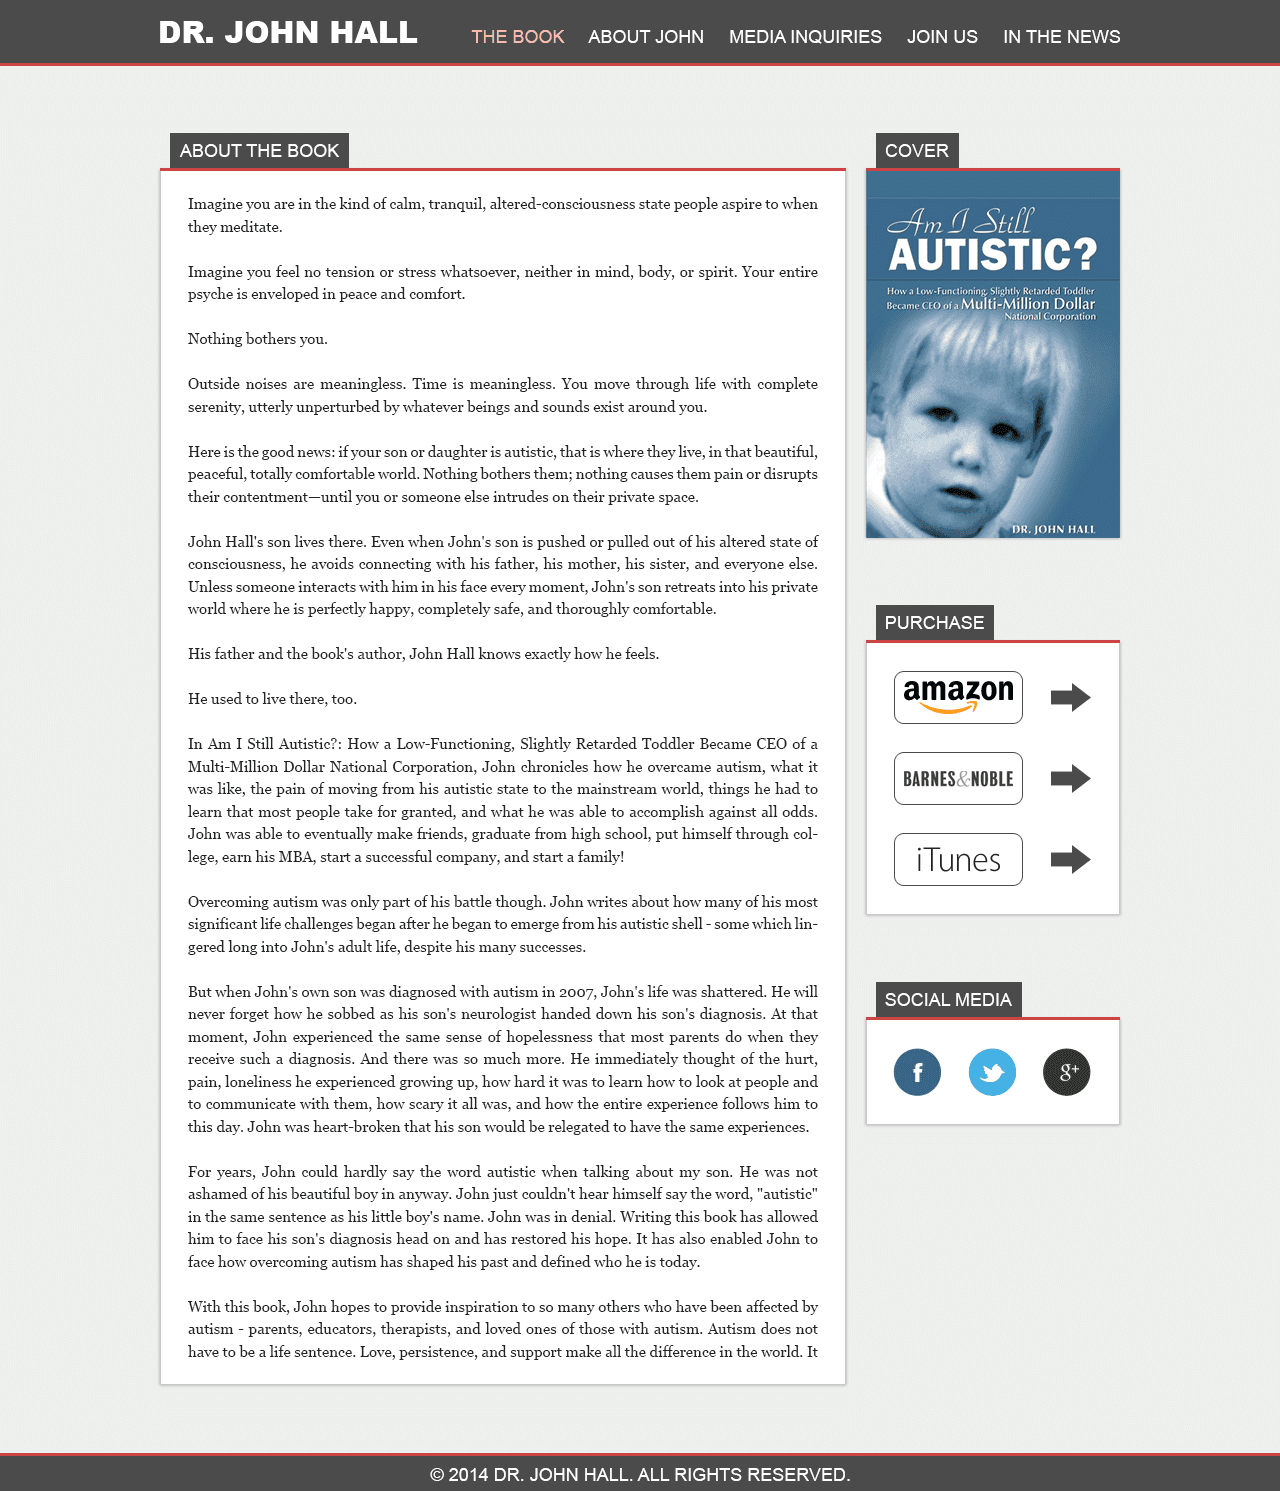 DR. JOHN HALL
THE BOOK ABOUT JOHN MEDIA INQUIRIES JOIN US IN THE NEWS
ABOUT THE BOOK
Imagine you are in the kind of calm, tranquil, altered-consciousness state people aspire to when
they meditate.
Imagine you feel no tension or stress whatsoever, neither in mind, body, or spirit. Your entire
psyche is enveloped in peace and comfort.
Nothing bothers you.
Outside noises are meaningless. Time is meaningless. You move through life with complete
serenity, utterly unperturbed by whatever beings and sounds exist around you.
Here is the good news: if your son or daughter is autistic, that is where they live, in that beautiful,
peaceful, totally comfortable world. Nothing bothers them; nothing causes them pain or disrupts
their contentment—until you or someone else intrudes on their private space.
John Hall's son lives there. Even when John's son is pushed or pulled out of his altered state of
consciousness, he avoids connecting with his father, his mother, his sister, and everyone else.
Unless someone interacts with him in his face every moment, John's son retreats into his private
world where he is perfectly happy, completely safe, and thoroughly comfortable.
His father and the book's author, John Hall knows exactly how he feels.
He used to live there, too.
In Am I Still Autistic?: How a Low-Functioning, Slightly Retarded Toddler Became CEO of a
Multi-Million Dollar National Corporation, John chronicles how he overcame autism, what it
was like, the pain of moving from his autistic state to the mainstream world, things he had to
learn that most people take for granted, and what he was able to accomplish against all odds.
John was able to eventually make friends, graduate from high school, put himself through col-
lege, earn his MBA, start a successful company, and start a family!
Overcoming autism was only part of his battle though. John writes about how many of his most
significant life challenges began after he began to emerge from his autistic shell - some which lin-
gered long into John's adult life, despite his many successes.
But when John's own son was diagnosed with autism in 2007, John's life was shattered. He will
never forget how he sobbed as his son's neurologist handed down his son's diagnosis. At that
moment, John experienced the same sense of hopelessness that most parents do when they
receive such a diagnosis. And there was so much more. He immediately thought of the hurt,
pain, loneliness he experienced growing up, how hard it was to learn how to look at people and
to communicate with them, how scary it all was, and how the entire experience follows him to
this day. John was heart-broken that his son would be relegated to have the same experiences.
For years, John could hardly say the word autistic when talking about my son. He was not
ashamed of his beautiful boy in anyway. John just couldn't hear himself say the word, "autistic"
in the same sentence as his little boy's name. John was in denial. Writing this book has allowed
him to face his son's diagnosis head on and has restored his hope. It has also enabled John to
face how overcoming autism has shaped his past and defined who he is today.
With this book, John hopes to provide inspiration to so many others who have been affected by
autism - parents, educators, therapists, and loved ones of those with autism. Autism does not
have to be a life sentence. Love, persistence, and support make all the difference in the world. It
COVER
Am I Still
AUTISTIC?
How a Low-Functioning, Slightly Retarded Toddler
Became CEO of a Multi-Million Dollar
National Corporation
DR. JOHN HALL
PURCHASE
amazon
BARNES&NOBLE
iTunes
SOCIAL MEDIA
f
g+
© 2014 DR. JOHN HALL. ALL RIGHTS RESERVED.